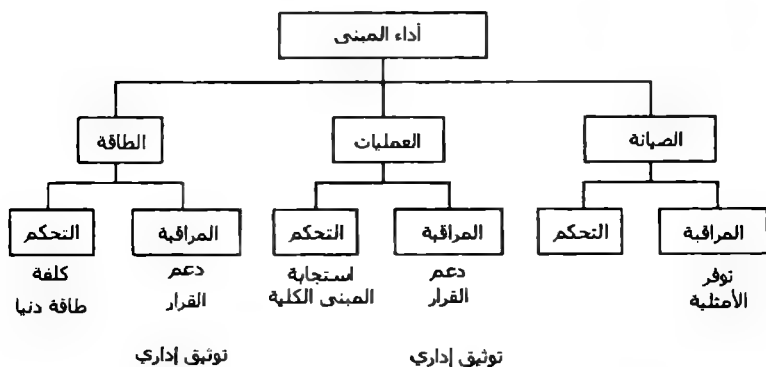 أداء المبنى
الصيانة
العمليات
الطاقة
المراقبة
التحكم
المراقبة
التحكم
المراقبة
التحكم
توفر
الأمثلية
دعم
القرار
استجابة
المبنى الكلية
دعم
القرار
كلفة
طاقة دنيا
توثيق إداري
توثيق إداري